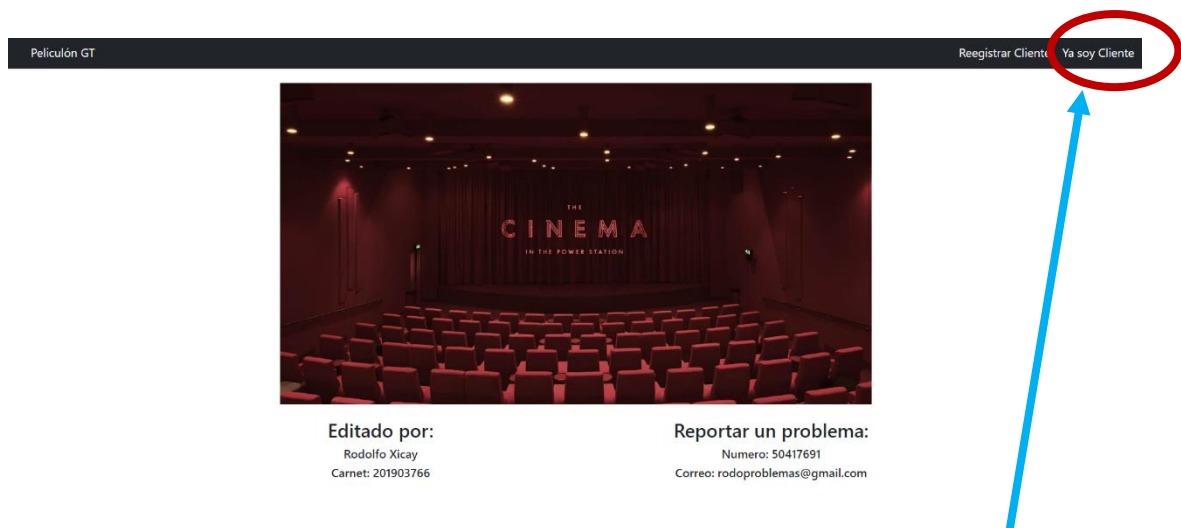 Peliculón GT
Reegistrar Cliente
Ya soy Cliente
THE
CINEMA
IN THE POWER STATION
Editado por:
Rodolfo Xicay
Carnet: 201903766
Reportar un problema:
Numero: 50417691
Correo: rodoproblemas@gmail.com